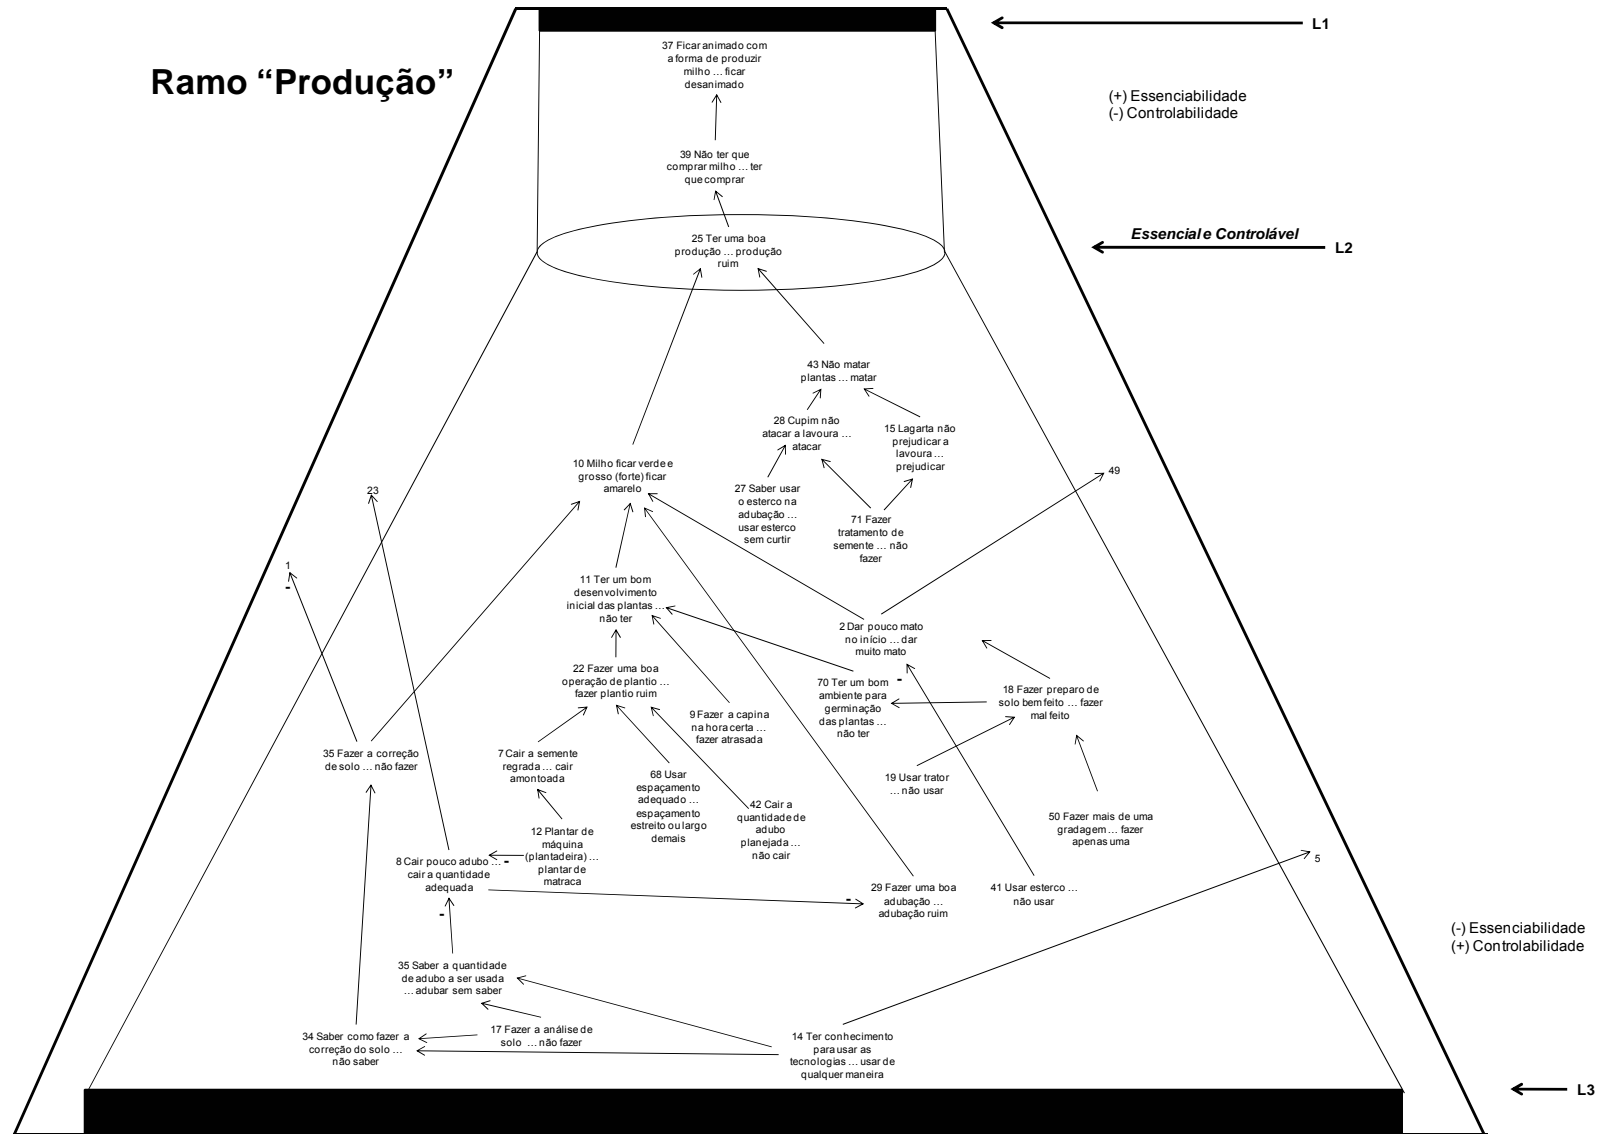 L1
37 Ficar animado com
a forma de produzir
milho ... ficar
desanimado
Ramo “Produção”
(+) Essenciabilidade
(-) Controlabilidade
39 Não ter que
comprar milho ... ter
que comprar
25 Ter uma boa
produção ... produção
ruim
Essencial e Controlável
L2
43 Não matar
plantas ... matar
28 Cupim não
atacar a lavoura ...
atacar
15 Lagarta não
prejudicar a
lavoura ...
prejudicar
10 Milho ficar verde e
grosso (forte) ficar
amarelo
49
23
27 Saber usar
o esterco na
adubação ...
usar esterco
sem curtir
71 Fazer
tratamento de
semente ... não
fazer
1
-
11 Ter um bom
desenvolvimento
inicial das plantas ...
não ter
2 Dar pouco mato
no início ... dar
muito mato
22 Fazer uma boa
operação de plantio ...
fazer plantio ruim
-
70 Ter um bom
ambiente para
germinação
das plantas ...
não ter
18 Fazer preparo de
solo bem feito ... fazer
mal feito
9 Fazer a capina
na hora certa ...
fazer atrasada
35 Fazer a correção
de solo ... não fazer
7 Cair a semente
regrada ... cair
amontoada
68 Usar
espaçamento
adequado ...
espaçamento
estreito ou largo
demais
19 Usar trator
... não usar
42 Cair a
quantidade de
adubo
planejada ...
não cair
50 Fazer mais de uma
gradagem ... fazer
apenas uma
12 Plantar de
máquina
(plantadeira) ...
plantar de
matraca
8 Cair pouco adubo ...
cair a quantidade
adequada
-
5
29 Fazer uma boa
adubação ...
adubação ruim
-
41 Usar esterco ...
não usar
-
(-) Essenciabilidade
(+) Controlabilidade
35 Saber a quantidade
de adubo a ser usada
... adubar sem saber
34 Saber como fazer a
correção do solo ...
não saber
17 Fazer a análise de
solo ... não fazer
14 Ter conhecimento
para usar as
tecnologias ... usar de
qualquer maneira
L3